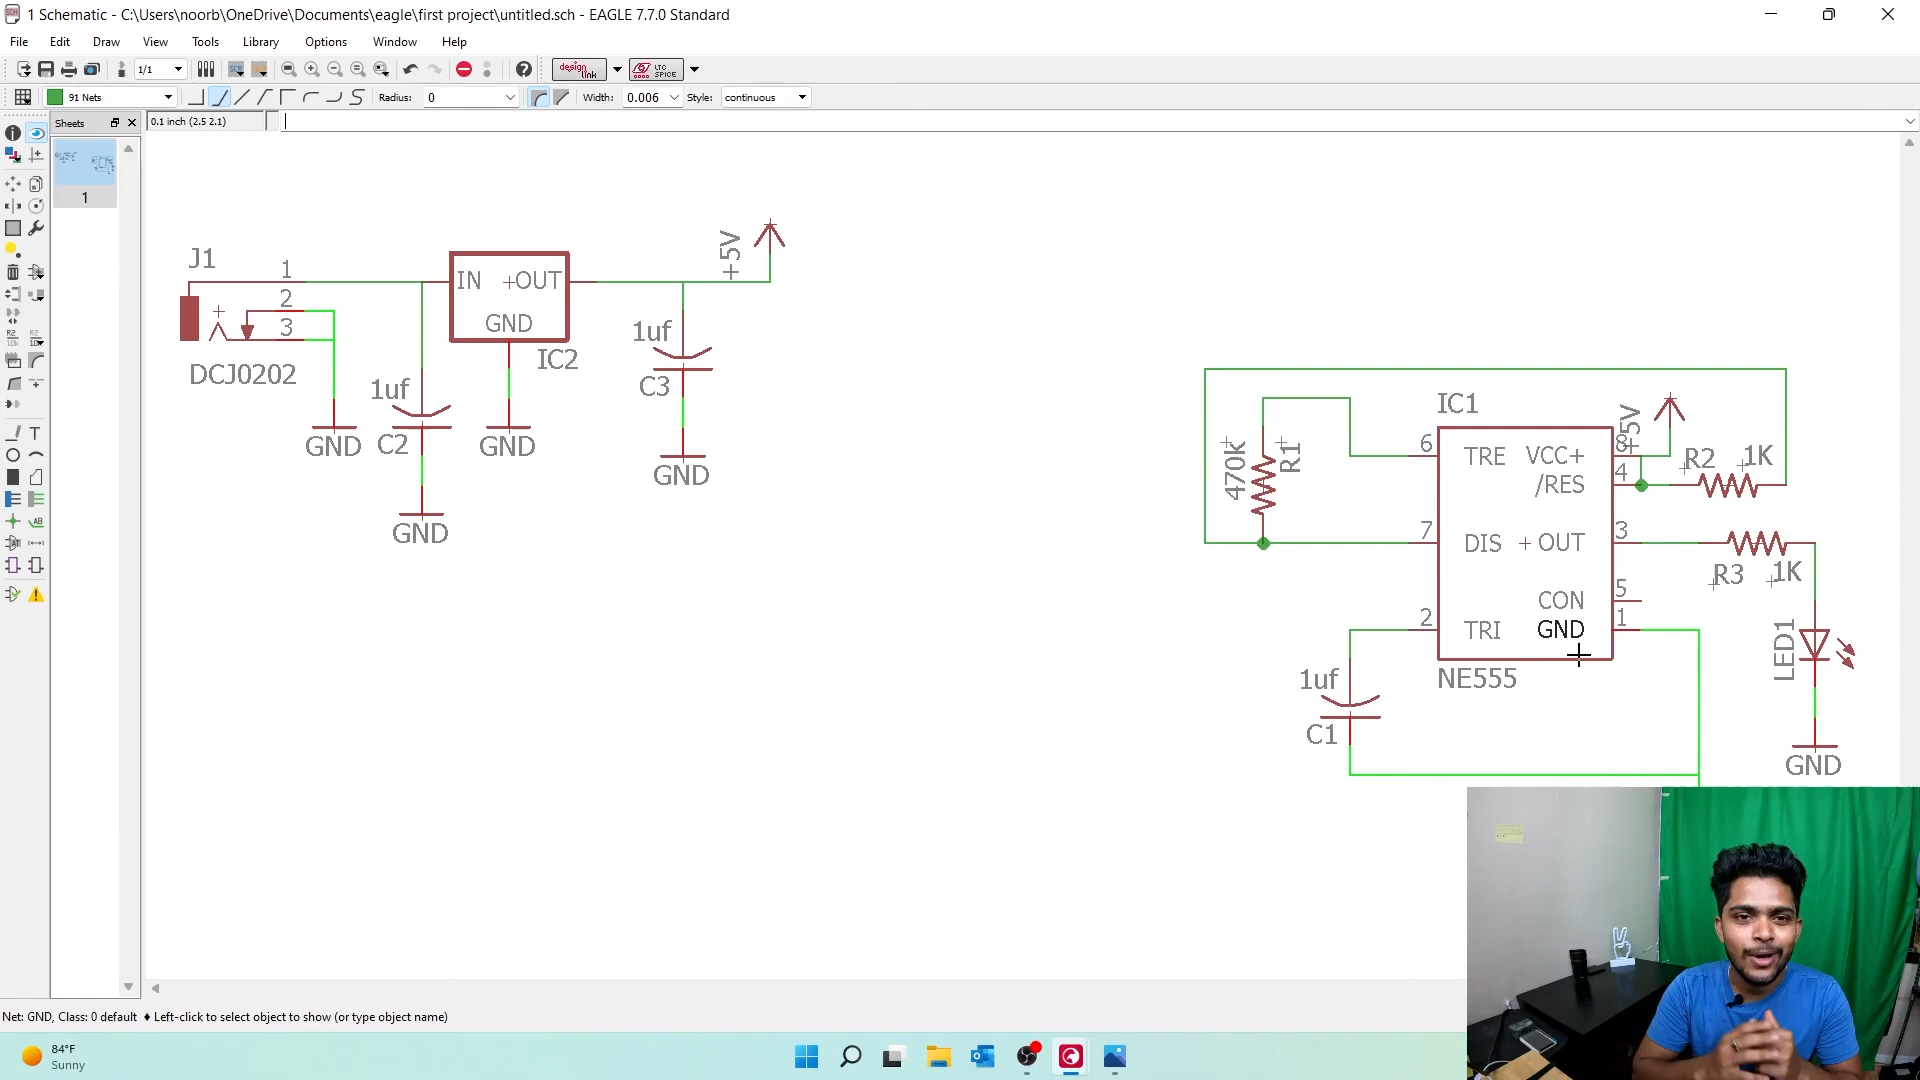 1 Schematic - C:\Users\noorb\OneDrive\Documents\eagle\first project\untitled.sch - EAGLE 7.7.0 Standard
File Edit Draw View Tools Library Options Window Help
1/1
design link
LTC SPICE
91 Nets
Radius: 0
Width: 0.006
Style: continuous
Sheets
0.1 inch (2.5 2.1)
1
J1
1
2
3
DCJ0202
GND
1uf
C2
GND
IN +OUT
GND
IC2
GND
1uf
C3
GND
+5V
IC1
470K
R1
6 TRE VCC+ 8
/RES 4
7 DIS OUT 3
CON 5
2 TRI GND 1
NE555
+5V
R2 1K
R3 1K
LED1
GND
1uf
C1
Net: GND, Class: 0 default ♦ Left-click to select object to show (or type object name)
84°F
Sunny